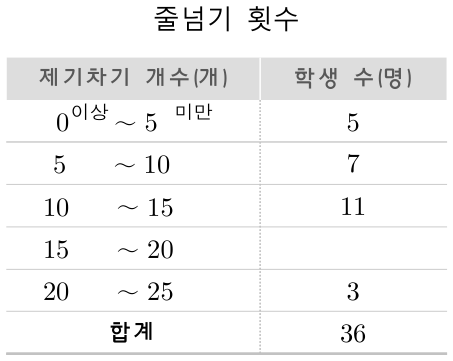 줄넘기 횟수
제기차기 개수(개) 학생 수(명)
0이상 ~ 5 미만 5
5 ~ 10 7
10 ~ 15 11
15 ~ 20
20 ~ 25 3
합계 36